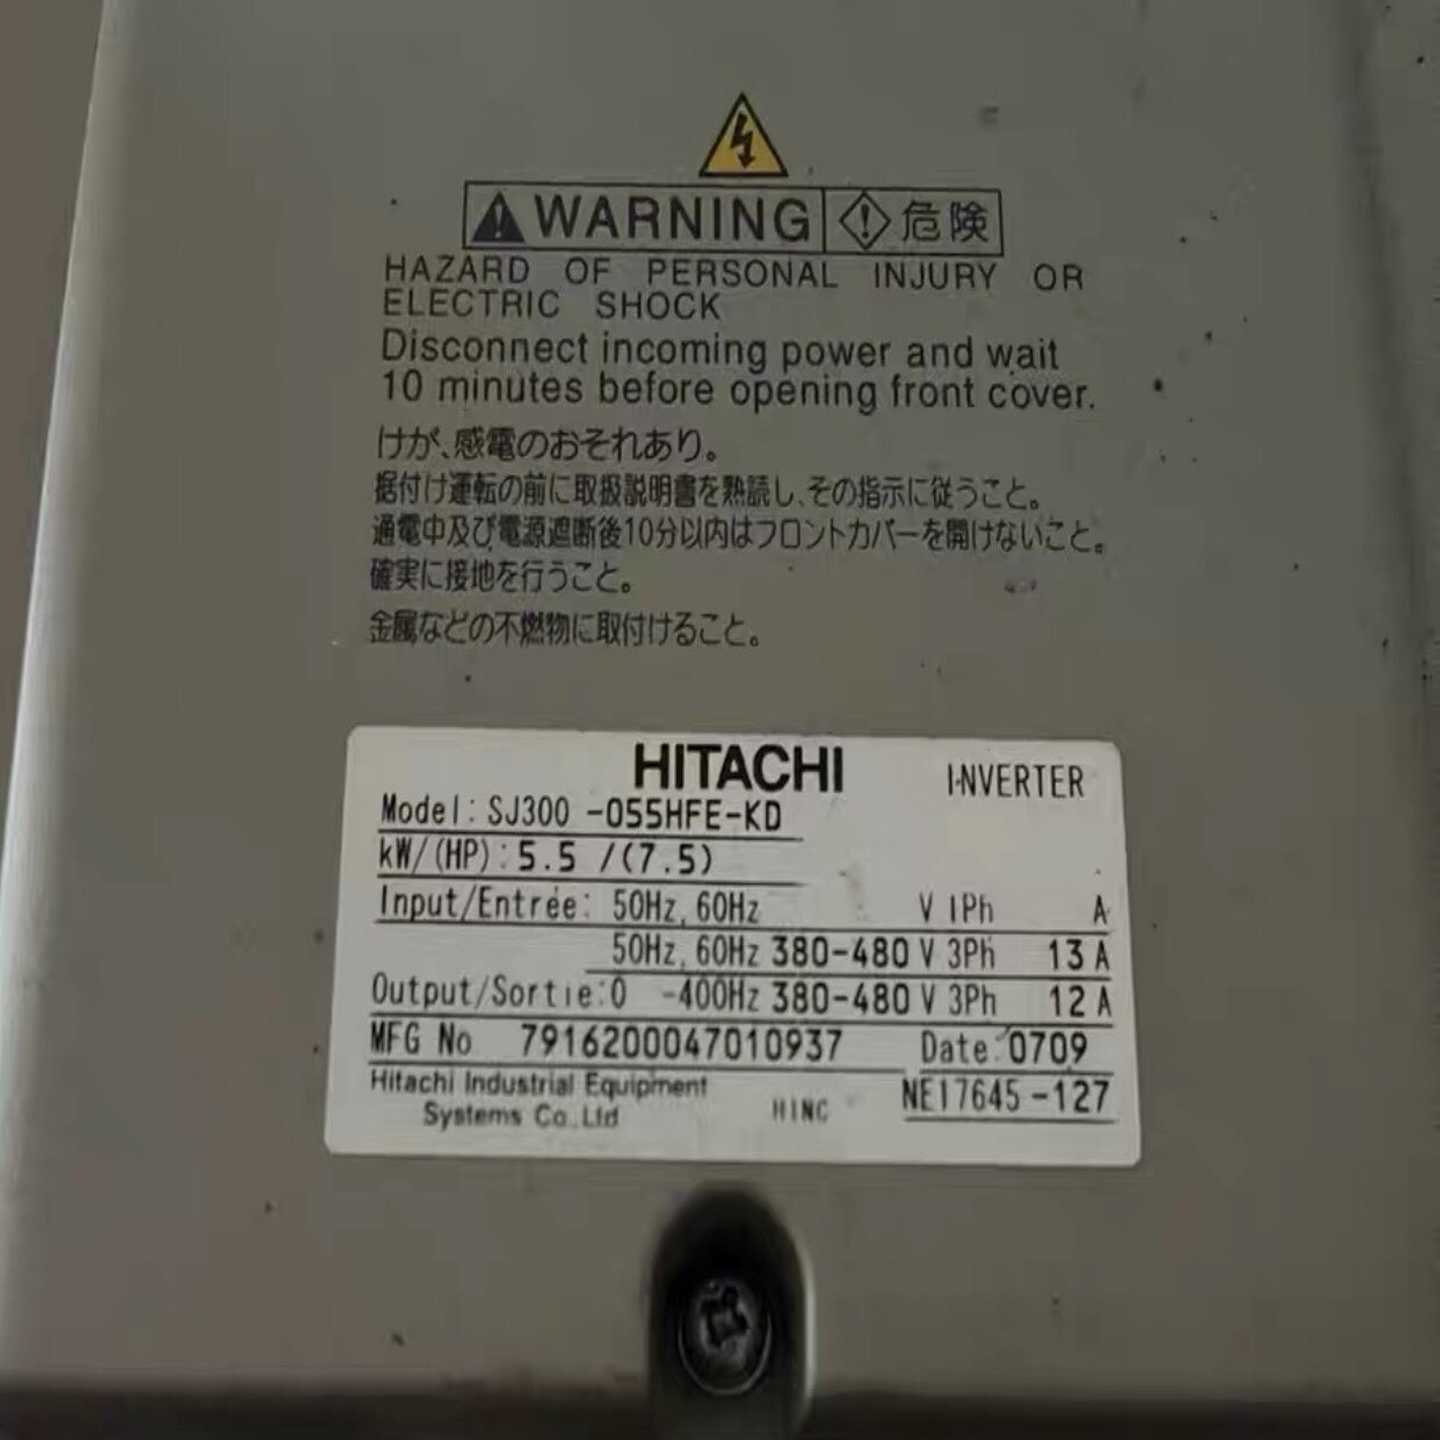 WARNING 危険
HAZARD OF PERSONAL INJURY OR
ELECTRIC SHOCK
Disconnect incoming power and wait
10 minutes before opening front cover.
けが、感電のおそれあり。
据付け運転の前に取扱説明書を熟読し、その指示に従うこと。
通電中及び電源遮断後10分以内はフロントカバーを開けないこと。
確実に接地を行うこと。
金属などの不燃物に取付けること。
HITACHI INVERTER
Model: SJ300 -055HFE-KD
kW/(HP): 5.5 /(7.5)
Input/Entrée: 50Hz, 60Hz V 1Ph A
50Hz, 60Hz 380-480 V 3Ph 13 A
Output/Sortie: 0 -400Hz 380-480 V 3Ph 12 A
MFG No 7916200047010937 Date: 0709
Hitachi Industrial Equipment
Systems Co.,Ltd HINC NE17645-127